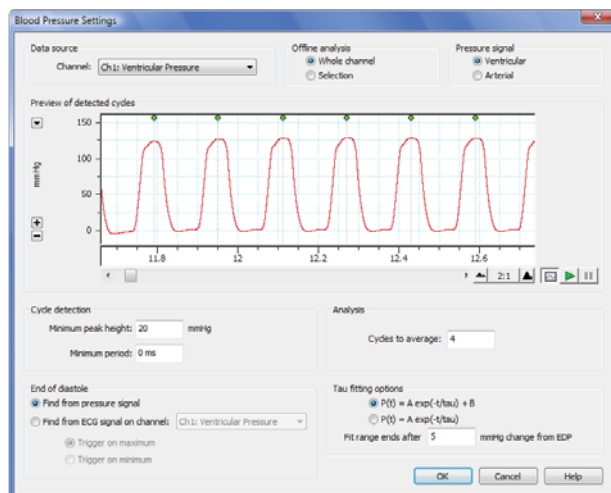 Blood Pressure Settings
Data source
Channel: Ch1: Ventricular Pressure
Offline analysis
Whole channel
Selection
Pressure signal
Ventricular
Arterial
Preview of detected cycles
150
100
50
0
mmHg
11.8 12 12.2 12.4 12.6
2:1
Cycle detection
Minimum peak height: 20 mmHg
Minimum period: 0 ms
Analysis
Cycles to average: 4
End of diastole
Find from pressure signal
Find from ECG signal on channel: Ch1: Ventricular Pressure
Trigger on maximum
Trigger on minimum
Tau fitting options
P(t) = A exp(-t/tau) + B
P(t) = A exp(-t/tau)
Fit range ends after 5 mmHg change from EDP
OK Cancel Help